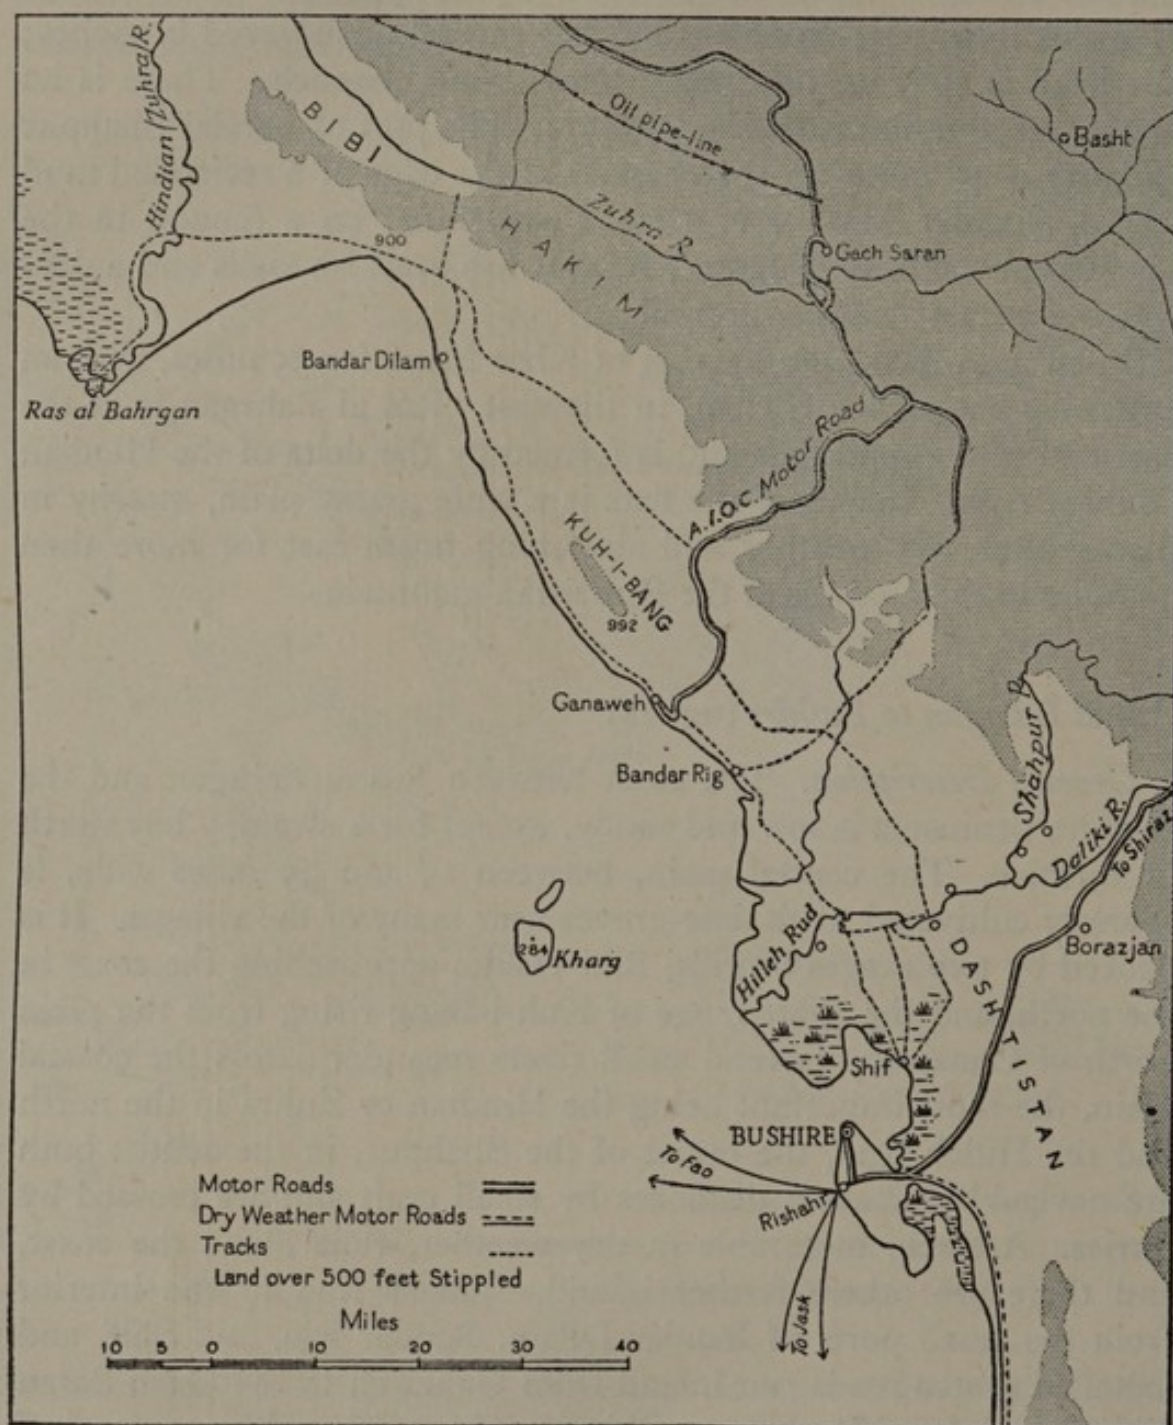 Hindian/Zuhra/R.
BIBI
HAKIM
Oil pipe-line
Basht
Zuhra R
900
Gach Saran
Bandar Dilam
Ras al Bahrgan
A.I.O.C. Motor Road
KUH-I-BANG
992
Ganaweh
Bandar Rig
Shahpur R.
Daliki R.
To Shiraz
284
Kharg
Hilleh Rud
Borazjan
DASHTISTAN
Shif
BUSHIRE
To Fao
Rishahr
To Jask
Motor Roads
Dry Weather Motor Roads
Tracks
Land over 500 feet Stippled
Miles
10 5 0 10 20 30 40